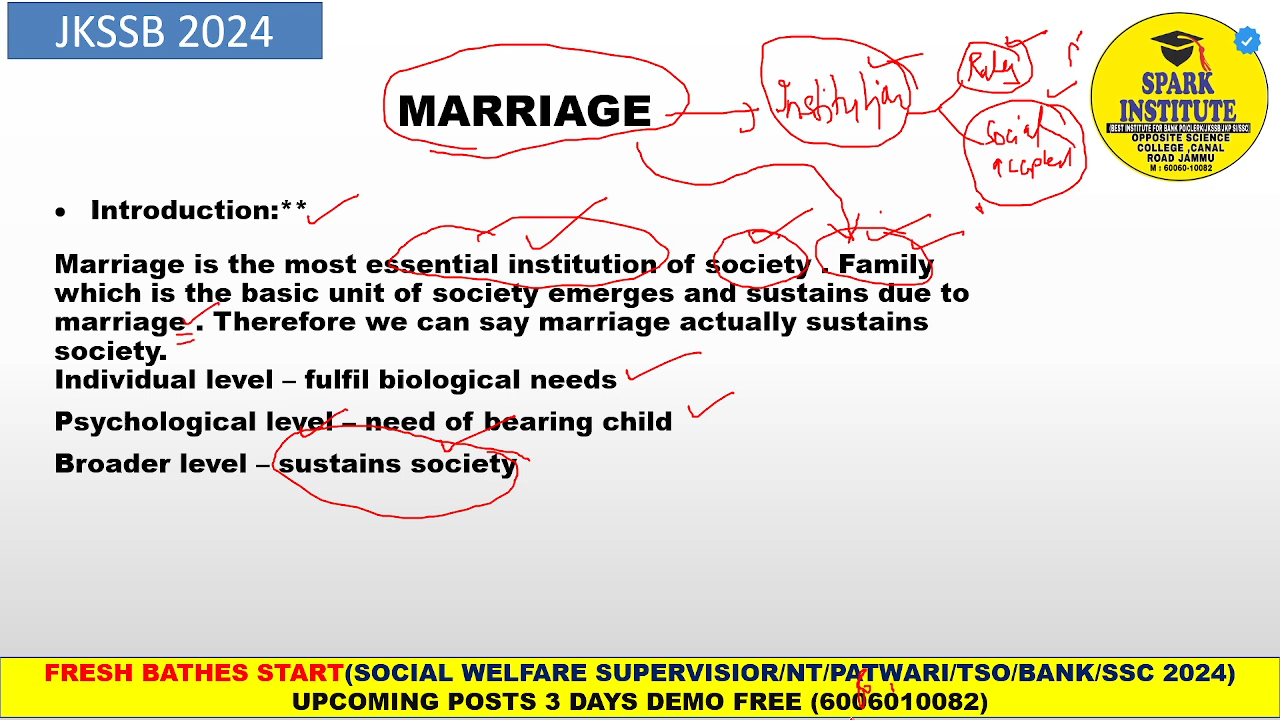 JKSSB 2024
MARRIAGE
Institution
Rules
Social
Accepted
SPARK
INSTITUTE
(BEST INSTITUTE FOR BANK PO/CLERK/JKSSB/JKP SI/SSC)
OPPOSITE SCIENCE
COLLEGE ,CANAL
ROAD JAMMU
M : 60060-10082
• Introduction:**
Marriage is the most essential institution of society . Family
which is the basic unit of society emerges and sustains due to
marriage . Therefore we can say marriage actually sustains
society.
Individual level – fulfil biological needs
Psychological level – need of bearing child
Broader level – sustains society
FRESH BATHES START(SOCIAL WELFARE SUPERVISIOR/NT/PATWARI/TSO/BANK/SSC 2024)
UPCOMING POSTS 3 DAYS DEMO FREE (6006010082)